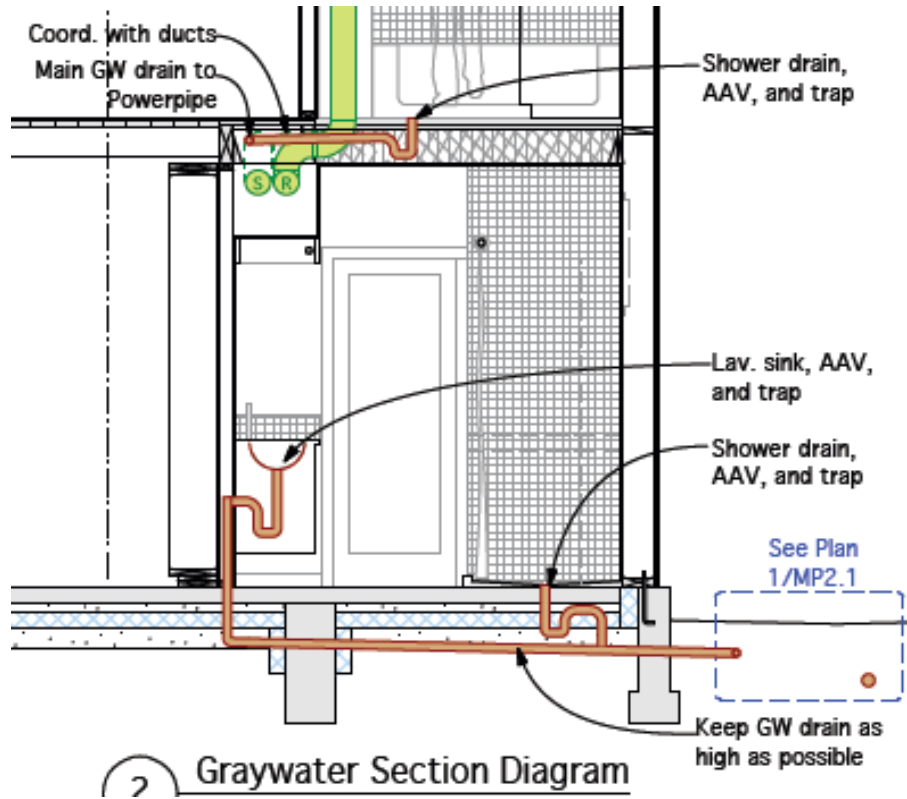 Coord. with ducts
Main GW drain to
Powerpipe
Shower drain,
AAV, and trap
S
R
Lav. sink, AAV,
and trap
Shower drain,
AAV, and trap
See Plan
1/MP2.1
Keep GW drain as
high as possible
2
Graywater Section Diagram